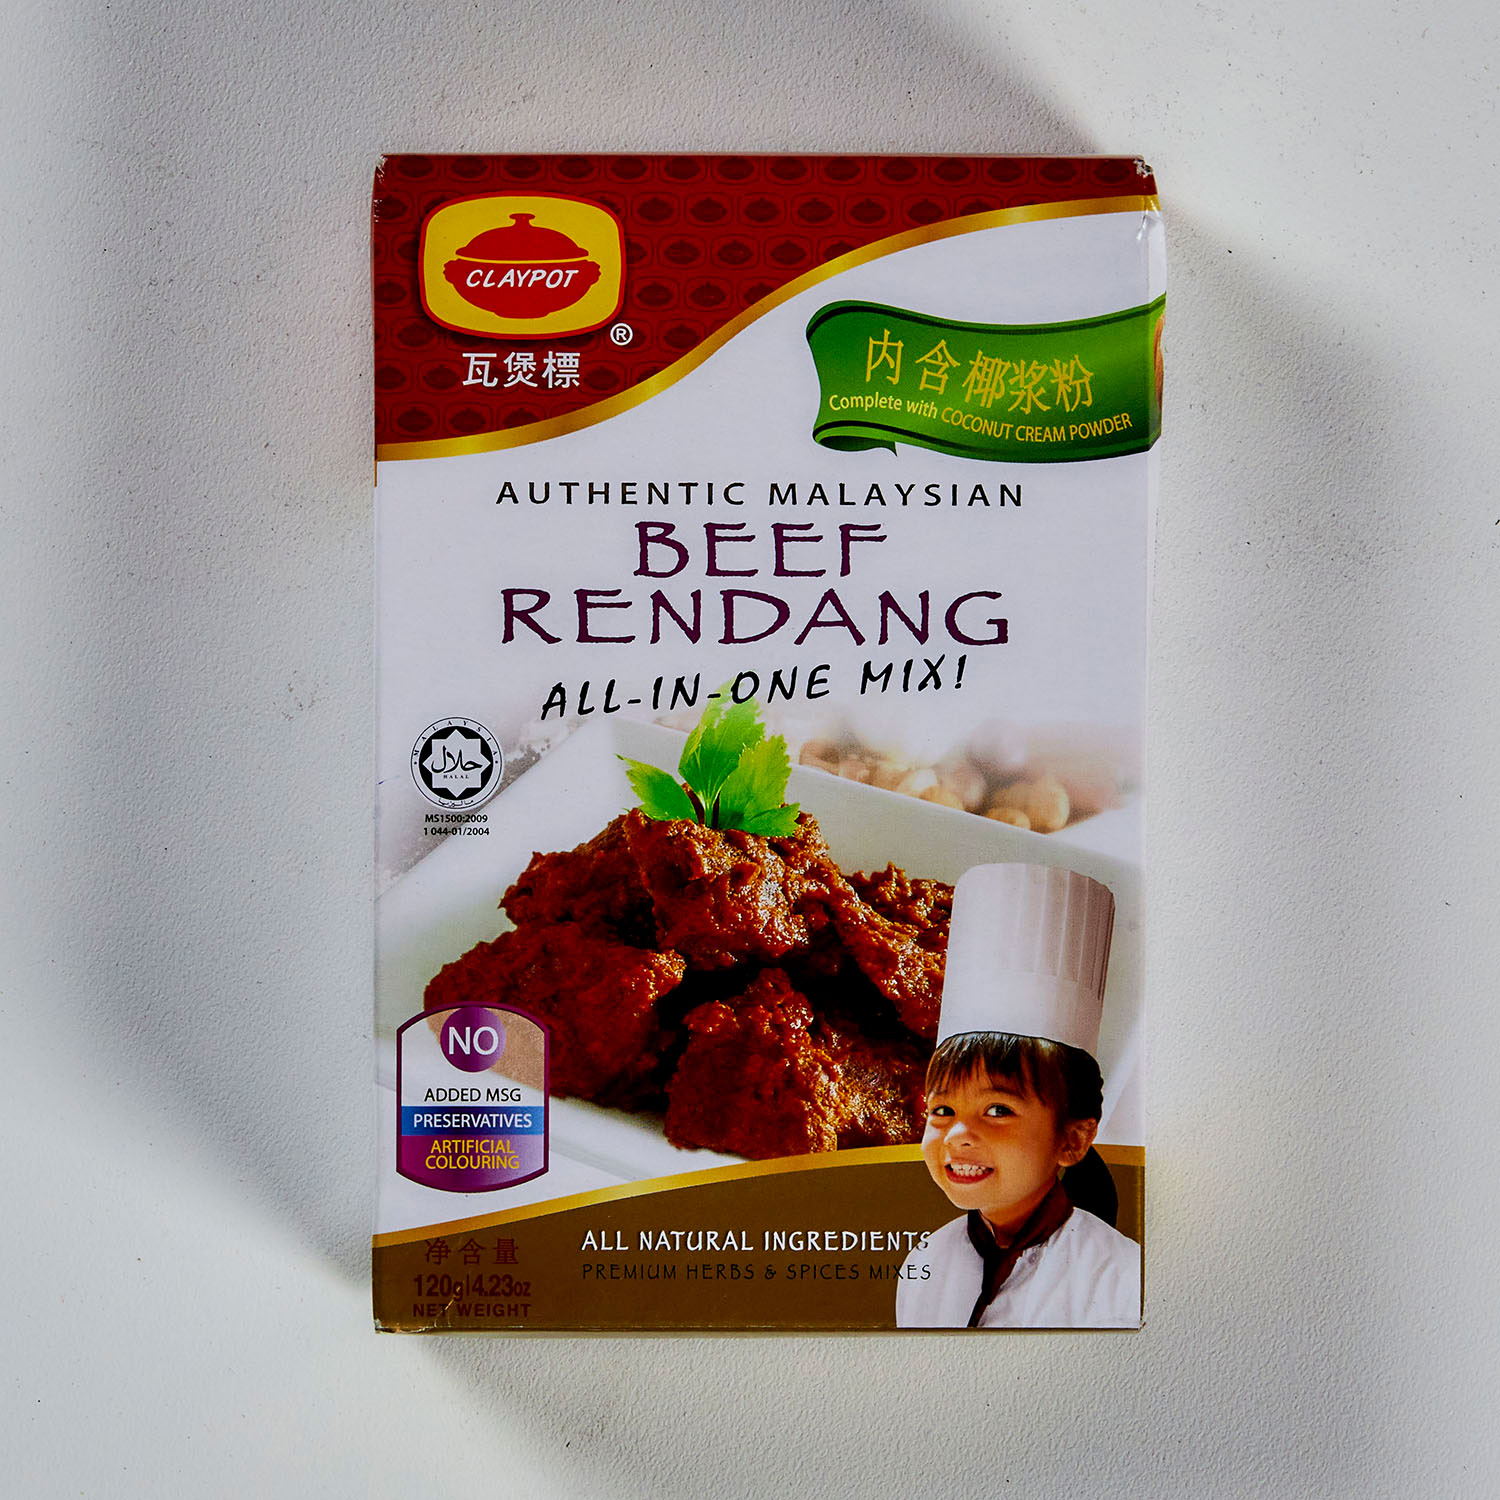 CLAYPOT
®
瓦煲標
内含椰浆粉
Complete with COCONUT CREAM POWDER
AUTHENTIC MALAYSIAN
BEEF
RENDANG
ALL-IN-ONE MIX!
MALAYSIA
حلال
HALAL
ماليزيا
MS1500:2009
1 044-01/2004
NO
ADDED MSG
PRESERVATIVES
ARTIFICIAL
COLOURING
净含量
120g|4.23oz
NET WEIGHT
ALL NATURAL INGREDIENTS
PREMIUM HERBS & SPICES MIXES